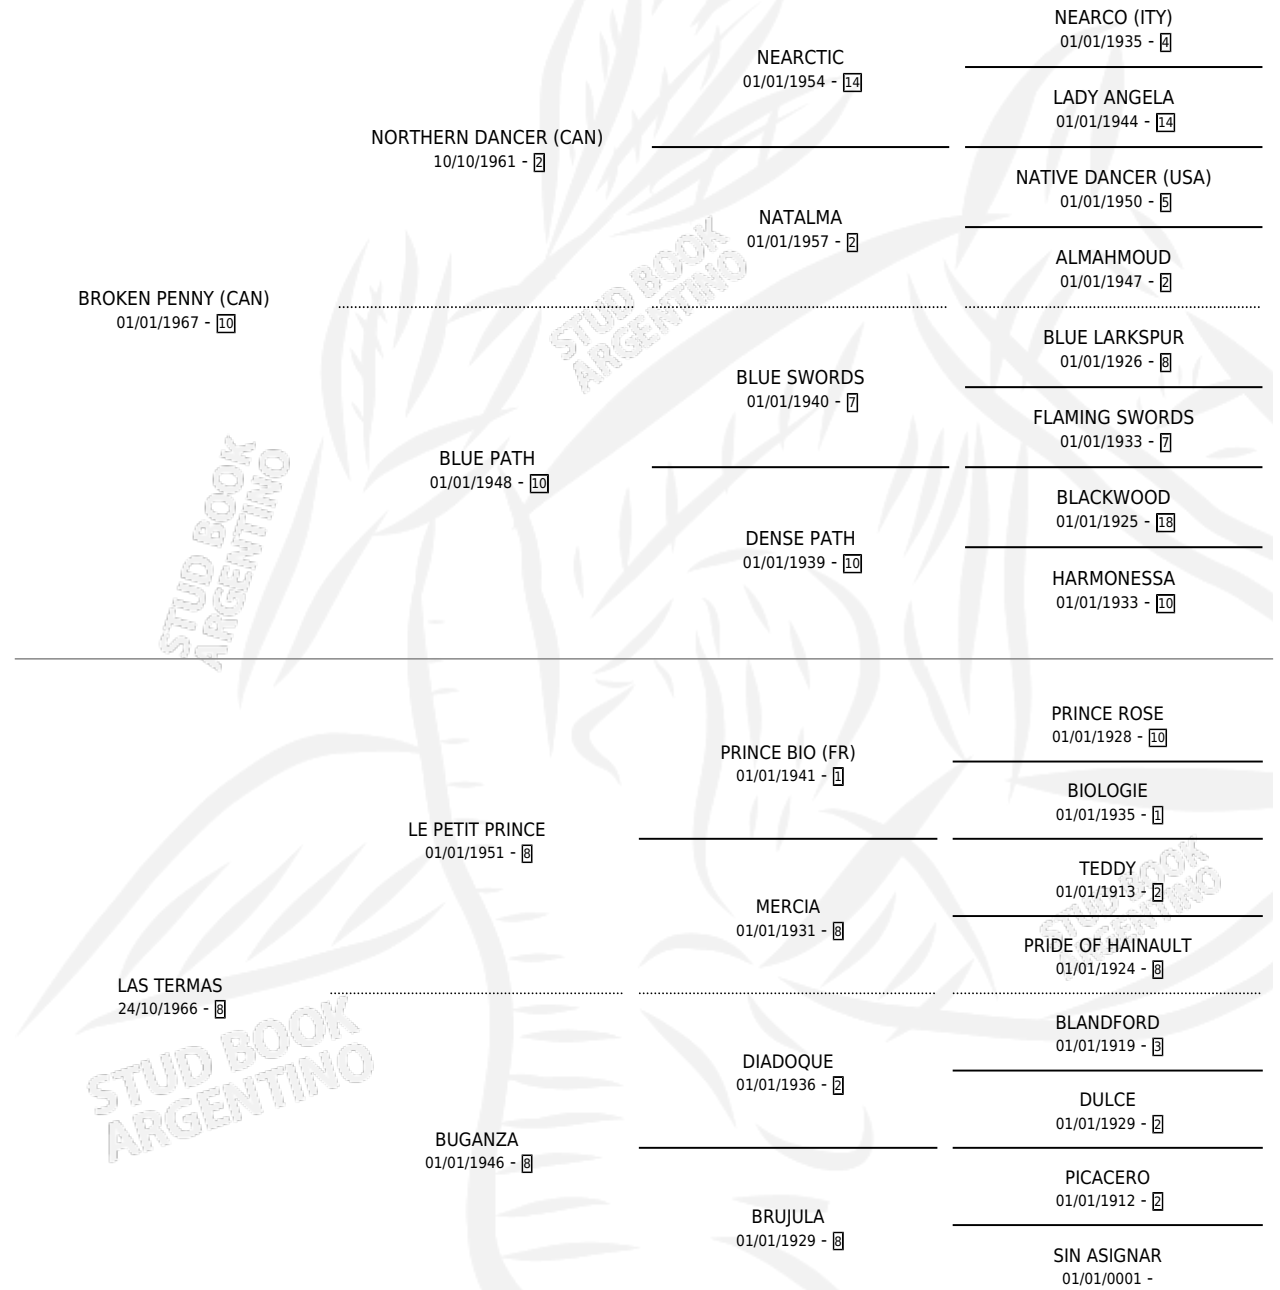 NEARCO (ITY)
01/01/1935 - 4
NEARCTIC
01/01/1954 - 14
LADY ANGELA
01/01/1944 - 14
NORTHERN DANCER (CAN)
10/10/1961 - 2
NATIVE DANCER (USA)
01/01/1950 - 5
NATALMA
01/01/1957 - 2
ALMAHMOUD
01/01/1947 - 2
BROKEN PENNY (CAN)
01/01/1967 - 10
BLUE LARKSPUR
01/01/1926 - 8
BLUE SWORDS
01/01/1940 - 7
FLAMING SWORDS
01/01/1933 - 7
BLUE PATH
01/01/1948 - 10
BLACKWOOD
01/01/1925 - 18
DENSE PATH
01/01/1939 - 10
HARMONESSA
01/01/1933 - 10
STUD BOOK
ARGENTINO
STUD BOOK
ARGENTINO
PRINCE ROSE
01/01/1928 - 10
PRINCE BIO (FR)
01/01/1941 - 1
BIOLOGIE
01/01/1935 - 1
LE PETIT PRINCE
01/01/1951 - 8
TEDDY
01/01/1913 - 2
MERCIA
01/01/1931 - 8
PRIDE OF HAINAULT
01/01/1924 - 8
LAS TERMAS
24/10/1966 - 8
BLANDFORD
01/01/1919 - 3
DIADOQUE
01/01/1936 - 2
DULCE
01/01/1929 - 2
BUGANZA
01/01/1946 - 8
PICACERO
01/01/1912 - 2
BRUJULA
01/01/1929 - 8
SIN ASIGNAR
01/01/0001 -
STUD BOOK
ARGENTINO
STUD BOOK
ARGENTINO